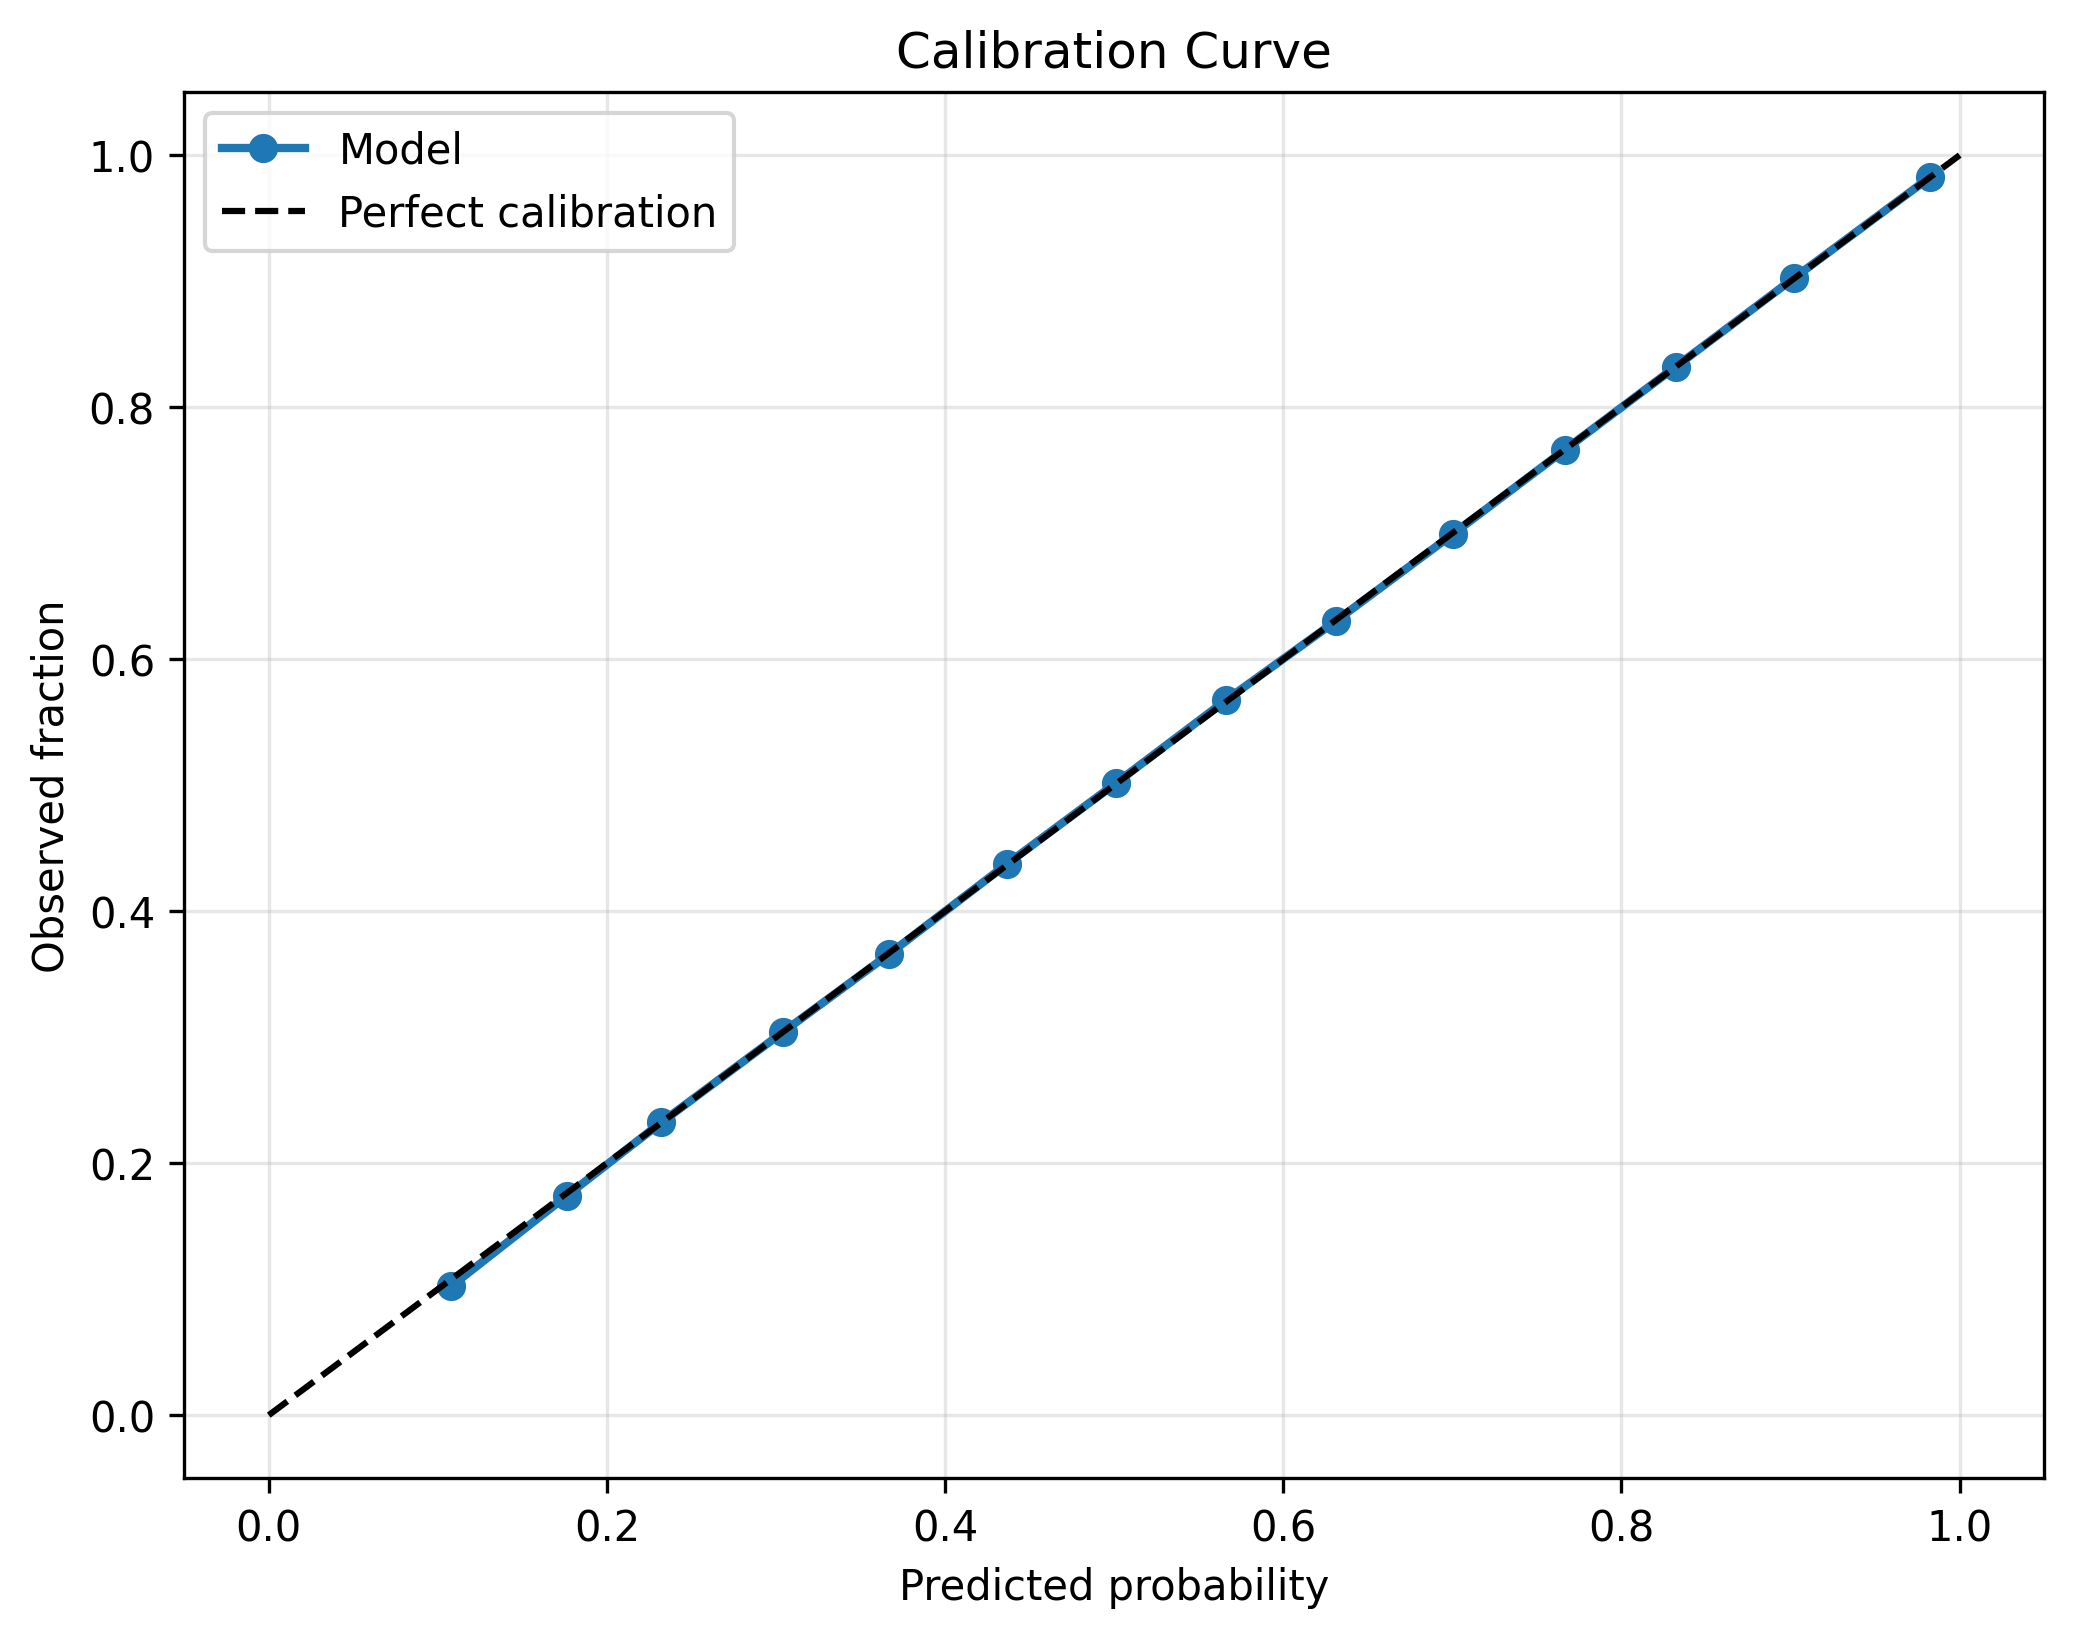 Calibration Curve
Model
Perfect calibration
Observed fraction
1.0
0.8
0.6
0.4
0.2
0.0
0.0 0.2 0.4 0.6 0.8 1.0
Predicted probability